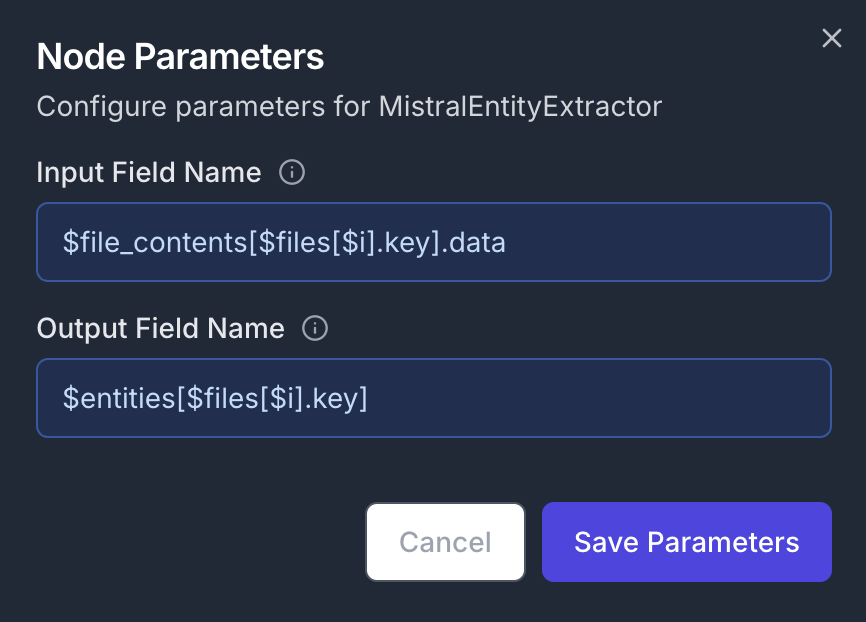 Node Parameters
Configure parameters for MistralEntityExtractor
Input Field Name
$file_contents[$files[$i].key].data
Output Field Name
$entities[$files[$i].key]
Cancel
Save Parameters